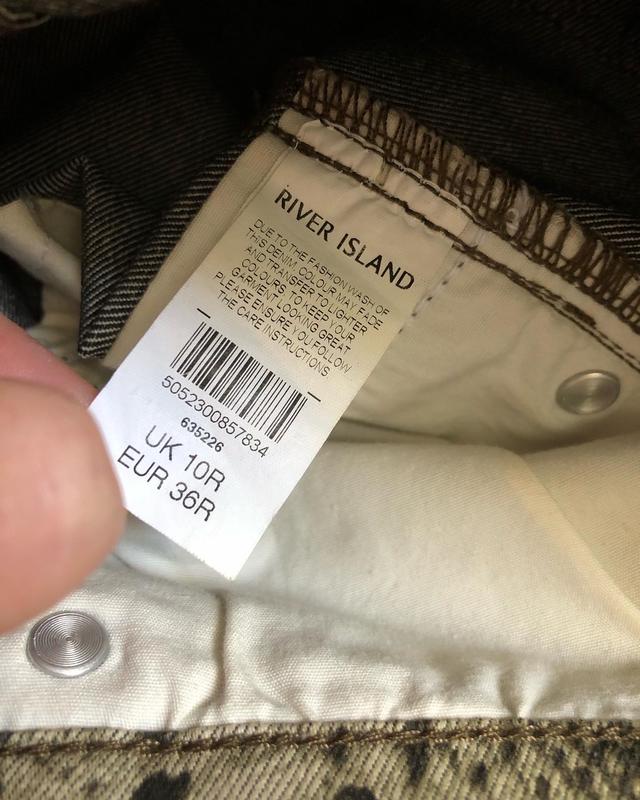 RIVER ISLAND
DUE TO THE FASHION WASH OF
THIS DENIM COLOUR MAY FADE
AND TRANSFER TO LIGHTER
COLOURS TO KEEP YOUR
GARMENT LOOKING GREAT
PLEASE ENSURE YOU FOLLOW
THE CARE INSTRUCTIONS
5052300857834
635226
UK 10R
EUR 36R